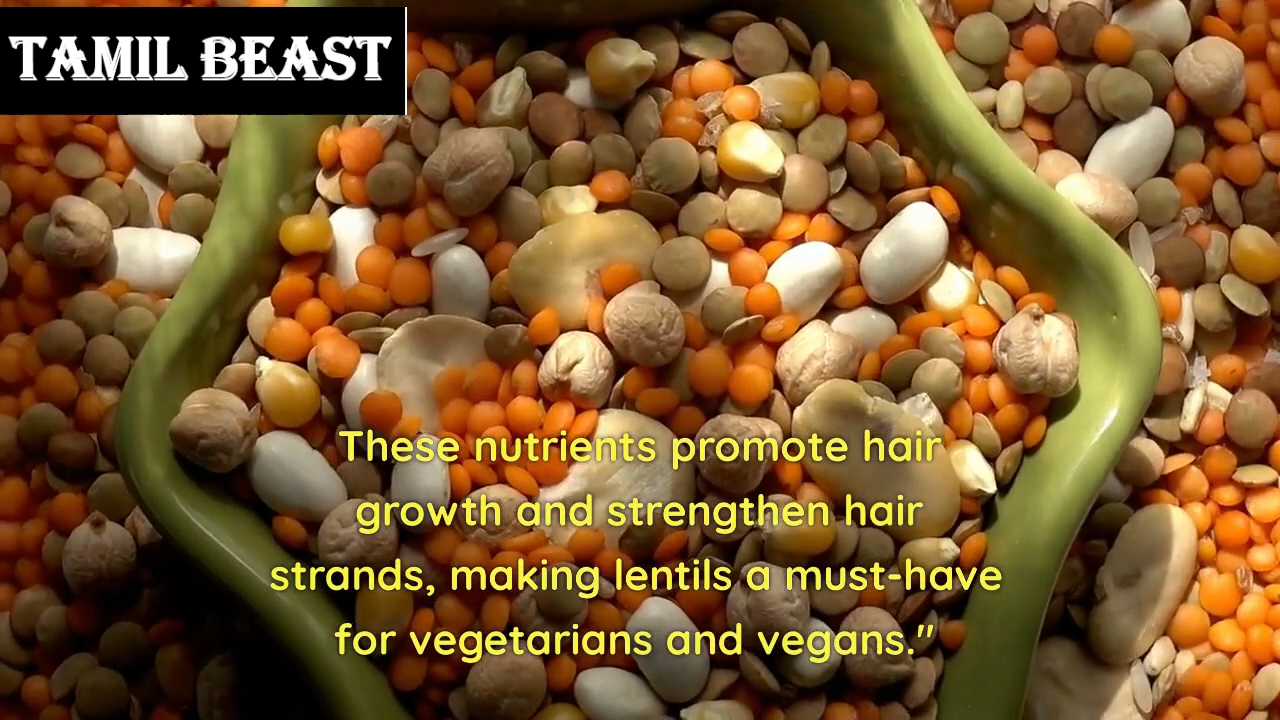 TAMIL BEAST
These nutrients promote hair
growth and strengthen hair
strands, making lentils a must-have
for vegetarians and vegans."